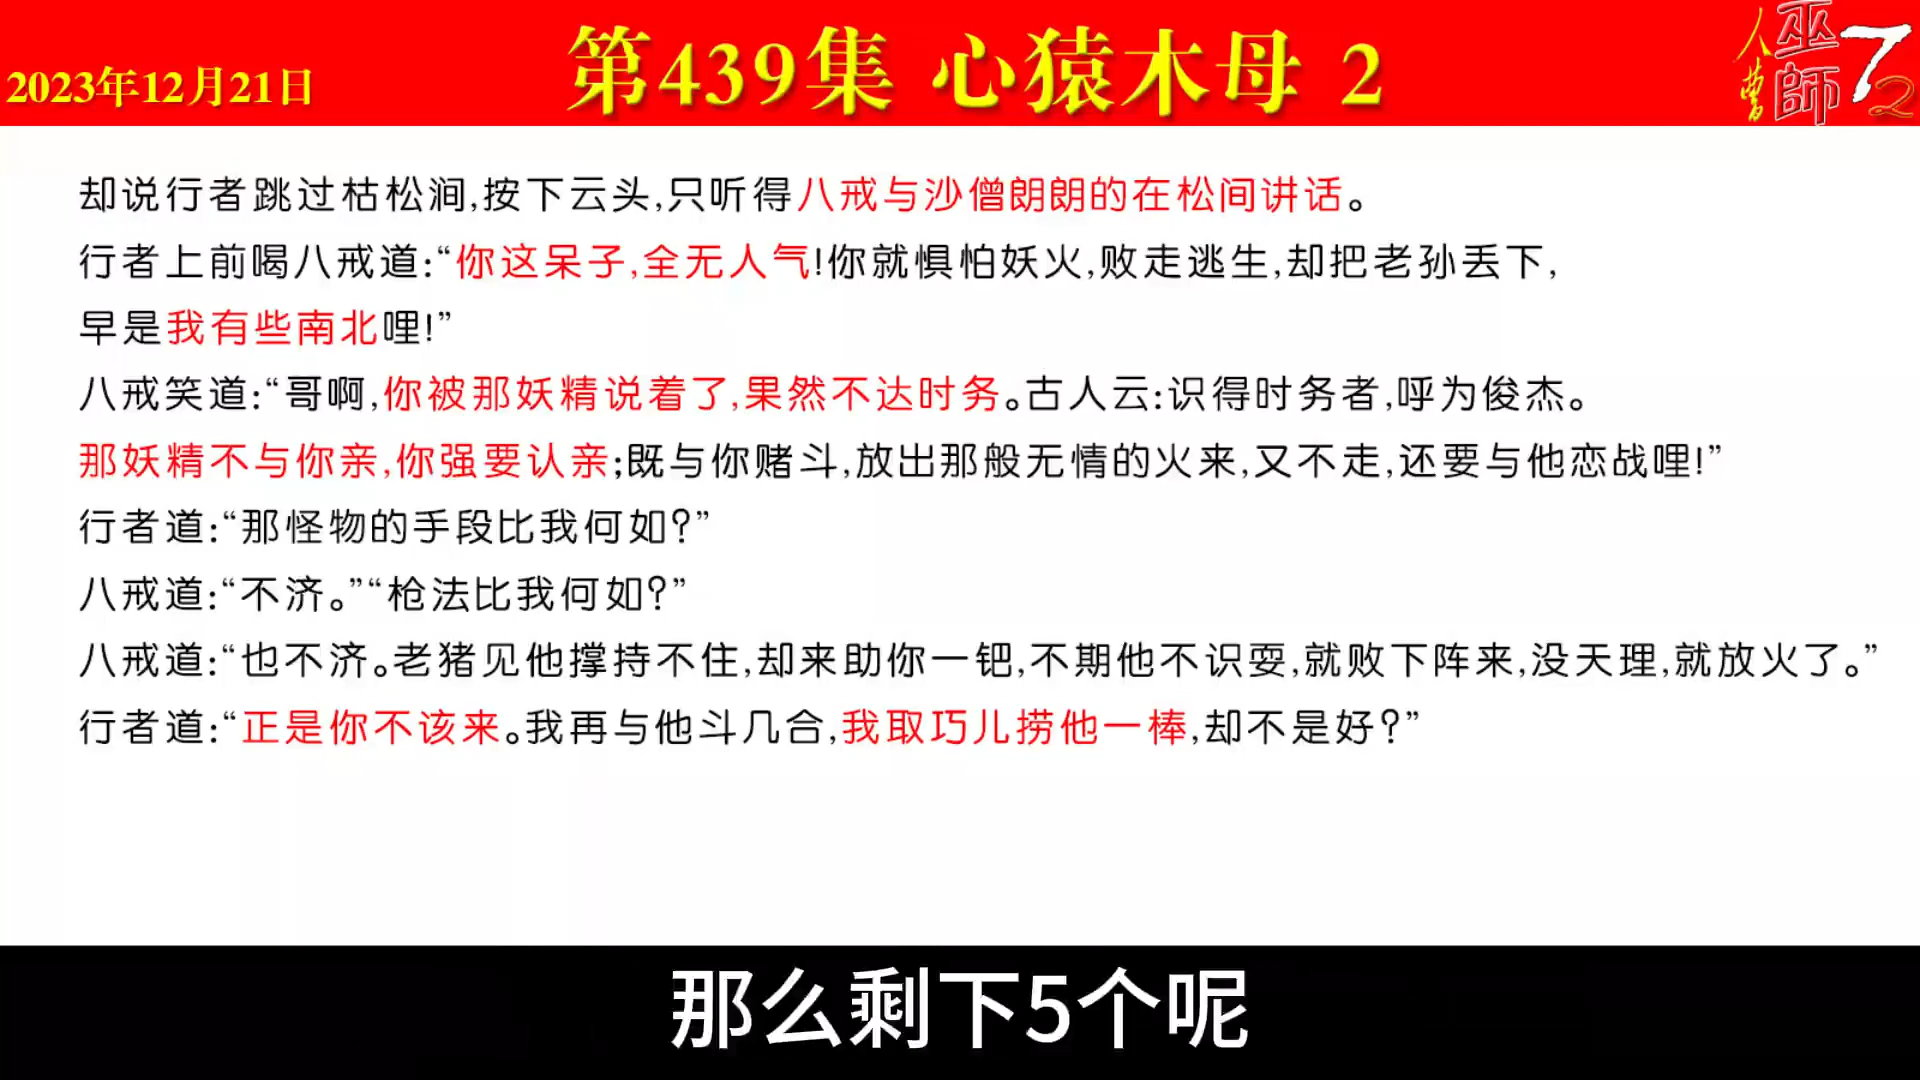 2023年12月21日
第439集 心猿木母 2
人曹
巫師
72
却说行者跳过枯松涧,按下云头,只听得八戒与沙僧朗朗的在松间讲话。
行者上前喝八戒道:“你这呆子,全无人气!你就惧怕妖火,败走逃生,却把老孙丢下,
早是我有些南北哩!”
八戒笑道:“哥啊,你被那妖精说着了,果然不达时务。古人云:识得时务者,呼为俊杰。
那妖精不与你亲,你强要认亲;既与你赌斗,放出那般无情的火来,又不走,还要与他恋战哩!”
行者道:“那怪物的手段比我何如?”
八戒道:“不济。”“枪法比我何如?”
八戒道:“也不济。老猪见他撑持不住,却来助你一钯,不期他不识耍,就败下阵来,没天理,就放火了。”
行者道:“正是你不该来。我再与他斗几合,我取巧儿捞他一棒,却不是好?”
那么剩下5个呢